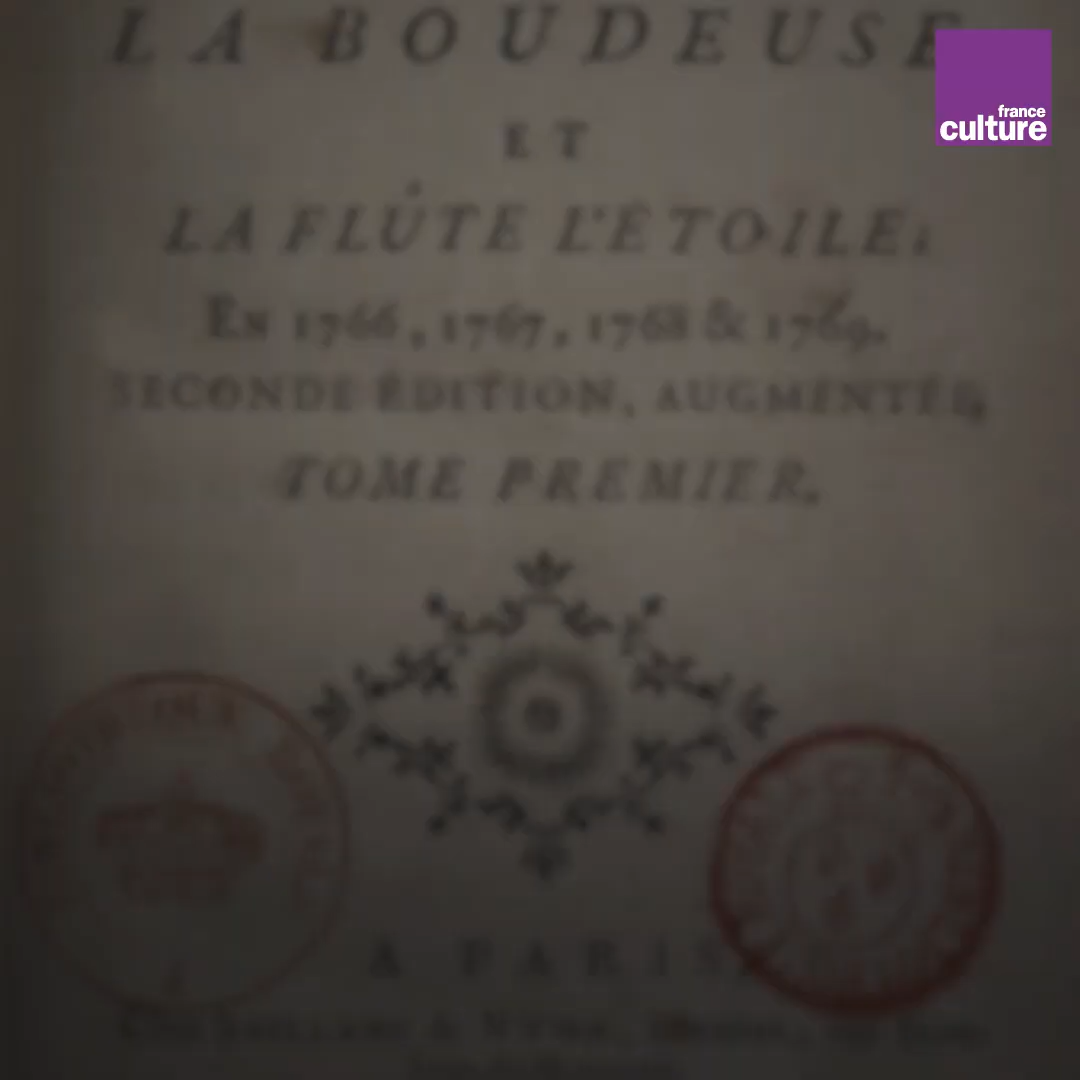 LA BOUDEUSE
france
culture
ET
LA FLÛTE L'ÉTOILE;
En 1766, 1767, 1768 & 1769.
SECONDE ÉDITION, AUGMENTÉE,
TOME PREMIER.
A PARIS